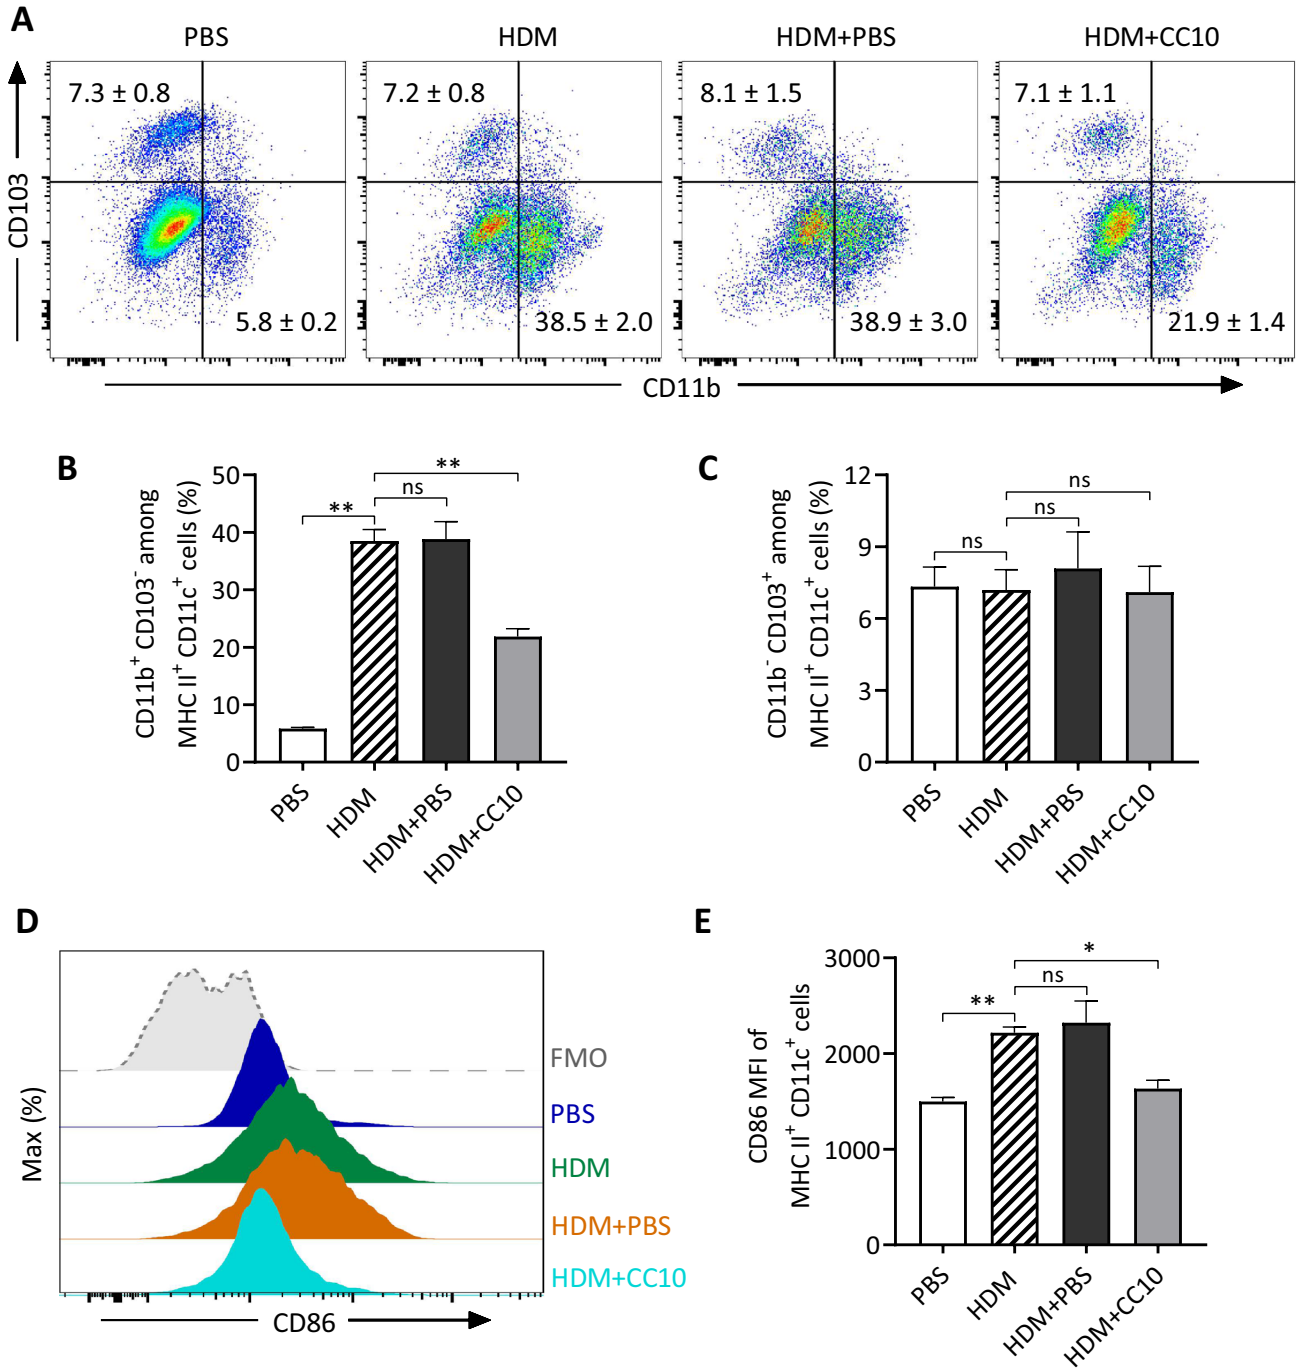 A
PBS
HDM
HDM+PBS
HDM+CC10
CD103
7.3 ± 0.8
7.2 ± 0.8
8.1 ± 1.5
7.1 ± 1.1
5.8 ± 0.2
38.5 ± 2.0
38.9 ± 3.0
21.9 ± 1.4
CD11b
B
CD11b⁺ CD103⁻ among
MHC II⁺ CD11c⁺ cells (%)
50
40
30
20
10
0
**
ns
**
PBS
HDM
HDM+PBS
HDM+CC10
C
CD11b⁻ CD103⁺ among
MHC II⁺ CD11c⁺ cells (%)
12
9
6
3
0
ns
ns
ns
PBS
HDM
HDM+PBS
HDM+CC10
D
Max (%)
FMO
PBS
HDM
HDM+PBS
HDM+CC10
CD86
E
CD86 MFI of
MHC II⁺ CD11c⁺ cells
3000
2000
1000
0
**
ns
*
PBS
HDM
HDM+PBS
HDM+CC10